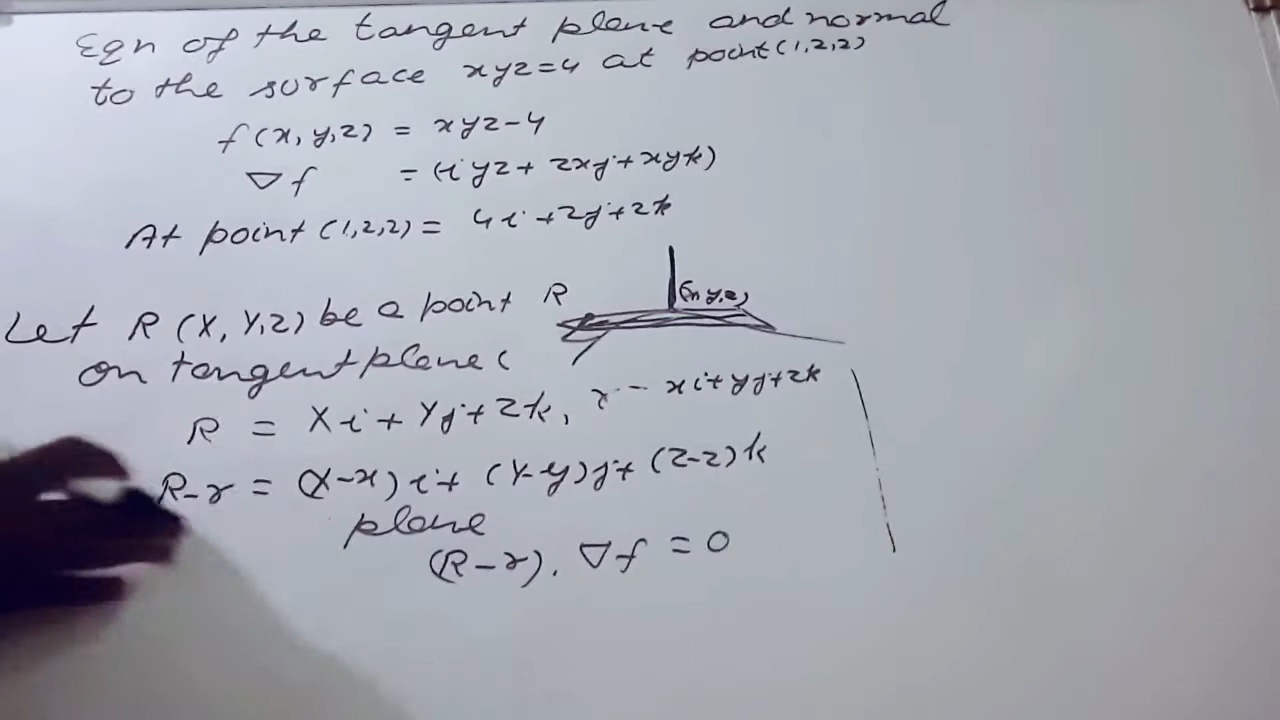 Eqn of the tangent plane and normal
to the surface xyz=4 at point(1,2,2)
f(x, y,z) = xyz-4
∇f = (iyz + zxj+xyk)
At point (1,2,2) = 4i+2j+2k
R
(x,y,z)
Let R (X, Y,Z) be a point
on tangent plane (
R = Xi + Yj + Zk, r - xi+yj+zk
R-r = (X-x)i+ (Y-y)j+ (Z-z)k
plane
(R-r). ∇f = 0